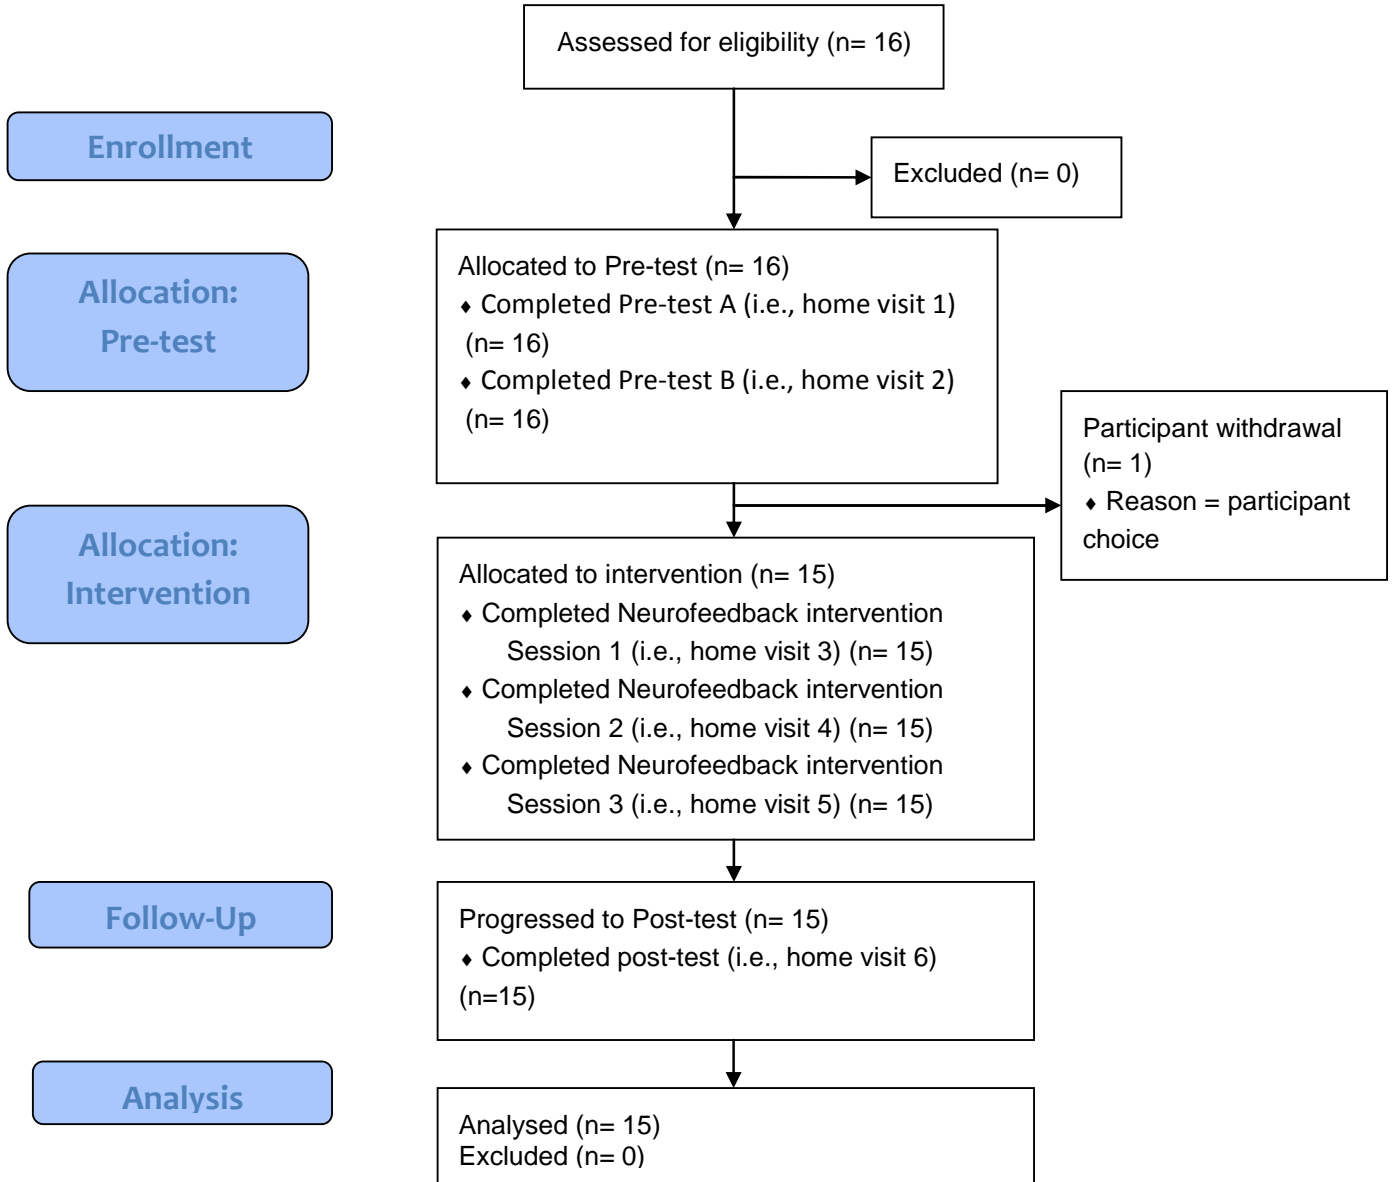 Assessed for eligibility (n= 16)
Enrollment
Excluded (n= 0)
Allocation:
Pre-test
Allocated to Pre-test (n= 16)
♦ Completed Pre-test A (i.e., home visit 1)
(n= 16)
♦ Completed Pre-test B (i.e., home visit 2)
(n= 16)
Participant withdrawal
(n= 1)
♦ Reason = participant
choice
Allocation:
Intervention
Allocated to intervention (n= 15)
♦ Completed Neurofeedback intervention
Session 1 (i.e., home visit 3) (n= 15)
♦ Completed Neurofeedback intervention
Session 2 (i.e., home visit 4) (n= 15)
♦ Completed Neurofeedback intervention
Session 3 (i.e., home visit 5) (n= 15)
Follow-Up
Progressed to Post-test (n= 15)
♦ Completed post-test (i.e., home visit 6)
(n=15)
Analysis
Analysed (n= 15)
Excluded (n= 0)